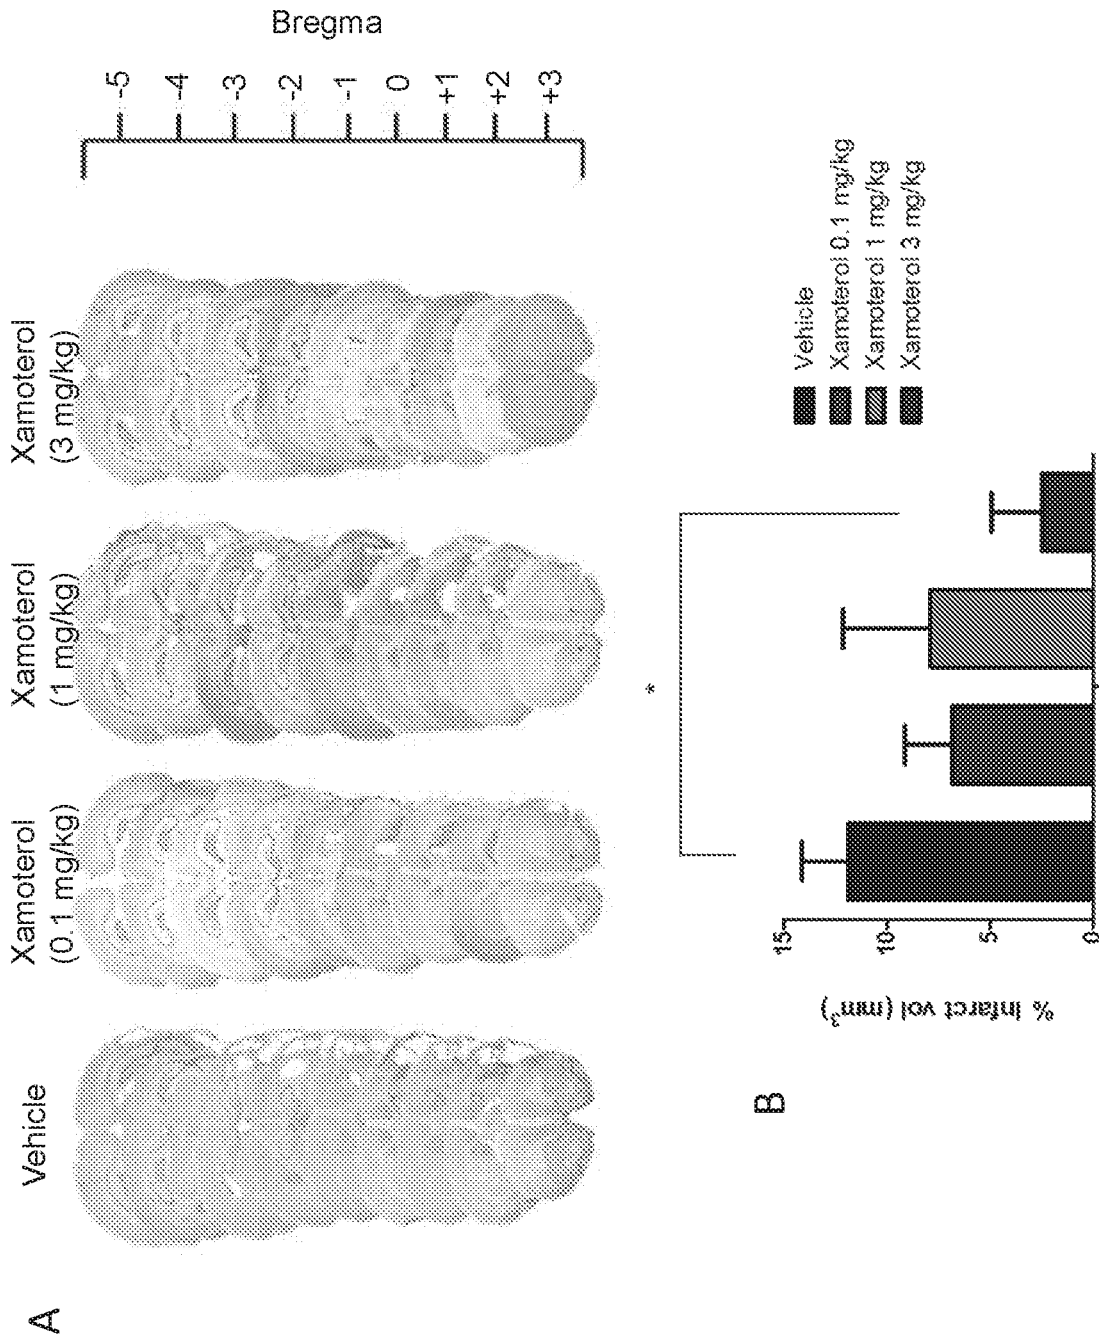 A
Vehicle
Xamoterol
(0.1 mg/kg)
Xamoterol
(1 mg/kg)
Xamoterol
(3 mg/kg)
-5
-4
-3
-2
-1
0
+1
+2
+3
Bregma
B
% Infarct vol (mm³)
15
10
5
0
*
Vehicle
Xamoterol 0.1 mg/kg
Xamoterol 1 mg/kg
Xamoterol 3 mg/kg